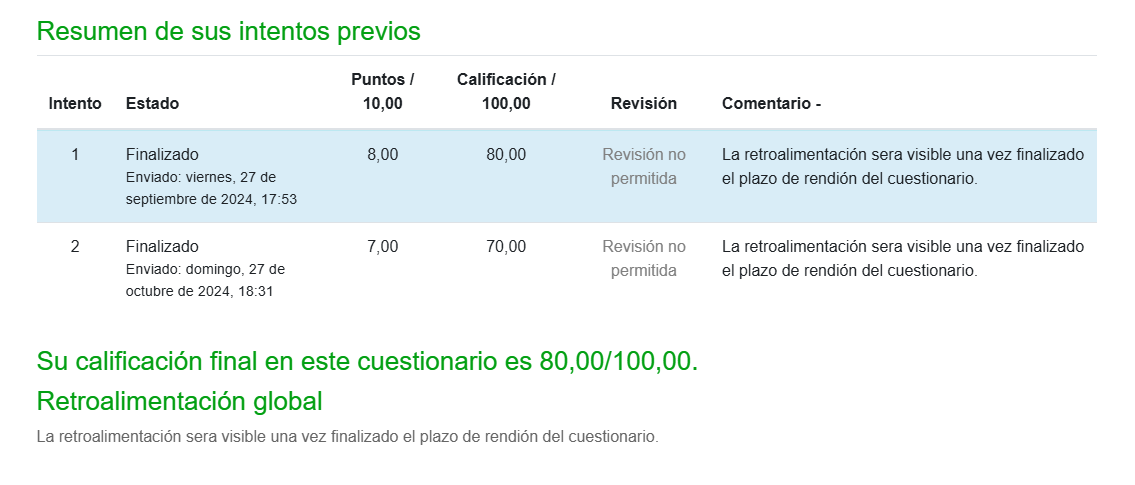 Resumen de sus intentos previos
Puntos / Calificación /
Intento Estado 10,00 100,00 Revisión Comentario -
1 Finalizado 8,00 80,00 Revisión no La retroalimentación sera visible una vez finalizado
Enviado: viernes, 27 de permitida el plazo de rendión del cuestionario.
septiembre de 2024, 17:53
2 Finalizado 7,00 70,00 Revisión no La retroalimentación sera visible una vez finalizado
Enviado: domingo, 27 de permitida el plazo de rendión del cuestionario.
octubre de 2024, 18:31
Su calificación final en este cuestionario es 80,00/100,00.
Retroalimentación global
La retroalimentación sera visible una vez finalizado el plazo de rendión del cuestionario.